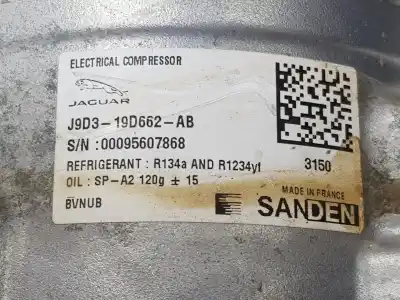 ELECTRICAL COMPRESSOR
JAGUAR
J9D3-19D662-AB
S/N :00095607868
REFRIGERANT : R134a AND R1234yf 3150
OIL : SP-A2 120g ± 15
MADE IN FRANCE
BVNUB
SANDEN